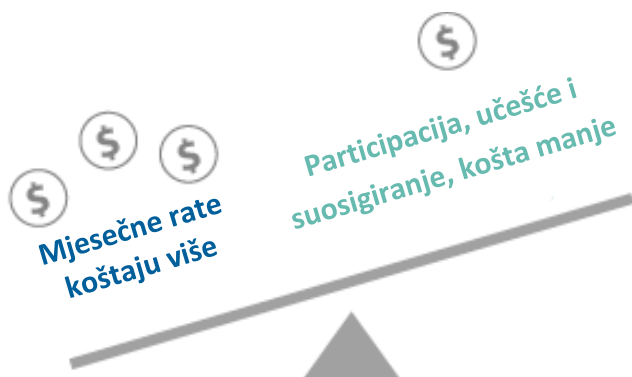 $
$
$
$
Mjesečne rate
koštaju više
Participacija, učešće i
suosigiranje, košta manje